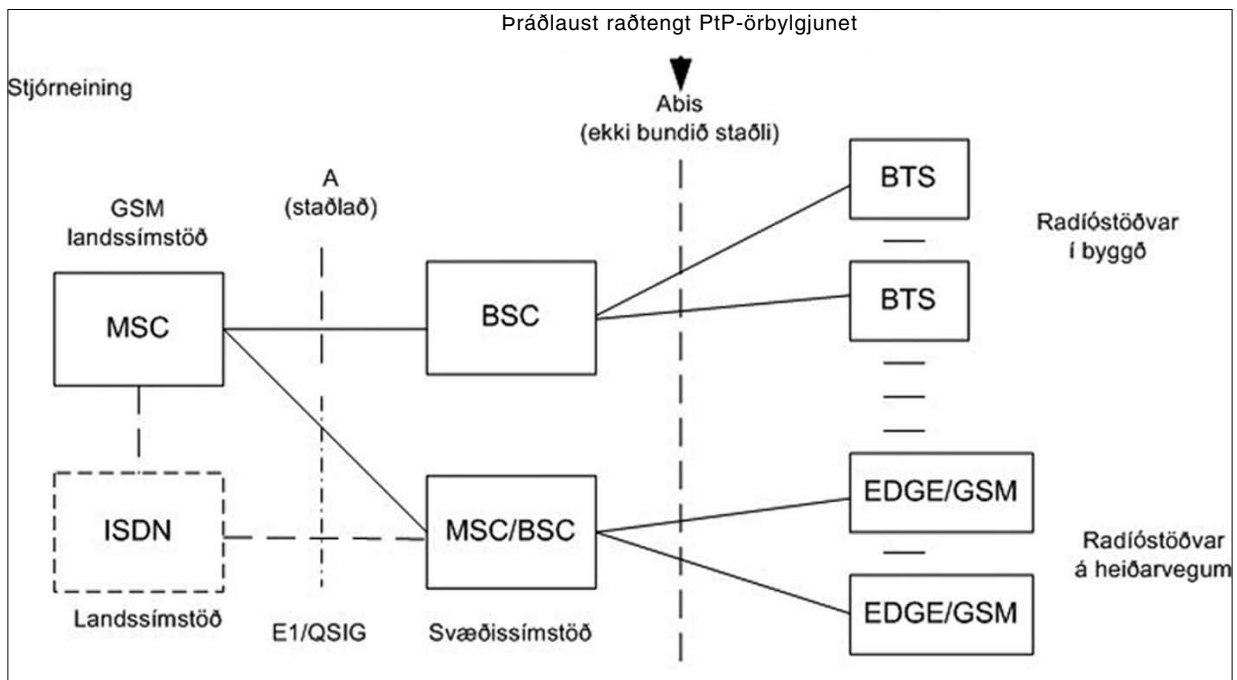 Þráðlaust raðtengt PtP-örbylgjunet
Stjórneining
Abis
(ekki bundið staðli)
A
(staðlað)
GSM
landssímstöð
MSC
BSC
BTS
BTS
Radíóstöðvar
í byggð
ISDN
MSC/BSC
EDGE/GSM
EDGE/GSM
Radíóstöðvar
á heiðarvegum
Landssímstöð
E1/QSIG
Svæðissímstöð